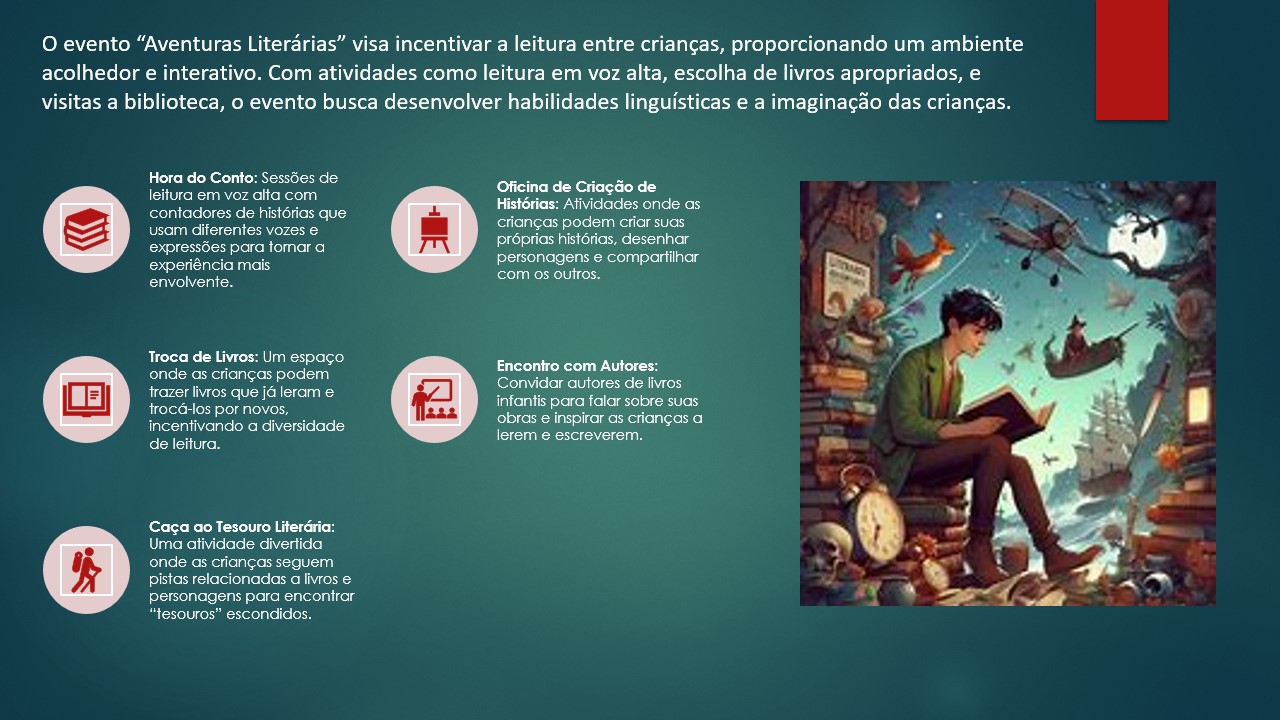 O evento “Aventuras Literárias” visa incentivar a leitura entre crianças, proporcionando um ambiente
acolhedor e interativo. Com atividades como leitura em voz alta, escolha de livros apropriados, e
visitas a biblioteca, o evento busca desenvolver habilidades linguísticas e a imaginação das crianças.
Hora do Conto: Sessões de
leitura em voz alta com
contadores de histórias que
usam diferentes vozes e
expressões para tornar a
experiência mais
envolvente.
Oficina de Criação de
Histórias: Atividades onde as
crianças podem criar suas
próprias histórias, desenhar
personagens e compartilhar
com os outros.
Troca de Livros: Um espaço
onde as crianças podem
trazer livros que já leram e
trocá-los por novos,
incentivando a diversidade
de leitura.
Encontro com Autores:
Convidar autores de livros
infantis para falar sobre suas
obras e inspirar as crianças a
lerem e escreverem.
Caça ao Tesouro Literária:
Uma atividade divertida
onde as crianças seguem
pistas relacionadas a livros e
personagens para encontrar
“tesouros” escondidos.